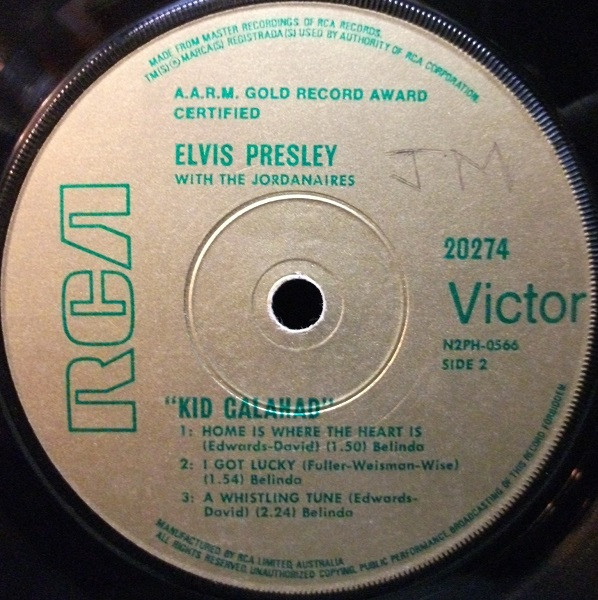 MADE FROM MASTER RECORDINGS OF RCA RECORDS.
TM(S) ® MARCA(S) REGISTRADA(S) USED BY AUTHORITY OF RCA CORPORATION.
A.A.R.M. GOLD RECORD AWARD
CERTIFIED
ELVIS PRESLEY
WITH THE JORDANAIRES
JM
RCA
20274
Victor
N2PH-0566
SIDE 2
"KID GALAHAD"
1: HOME IS WHERE THE HEART IS
(Edwards-David) (1.50) Belinda
2: I GOT LUCKY (Fuller-Weisman-Wise)
(1.54) Belinda
3: A WHISTLING TUNE (Edwards-
David) (2.24) Belinda
MANUFACTURED BY RCA LIMITED, AUSTRALIA
ALL RIGHTS RESERVED. UNAUTHORIZED COPYING, PUBLIC PERFORMANCE, BROADCASTING OF THIS RECORD FORBIDDEN.